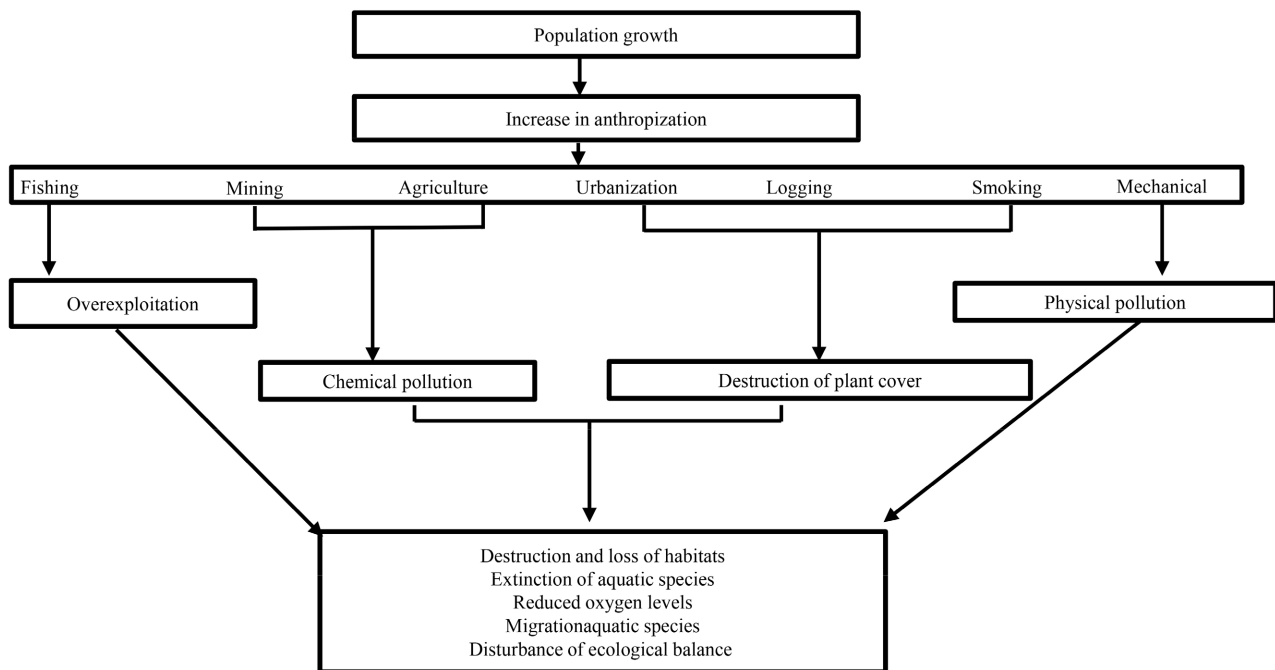 Population growth
Increase in anthropization
Fishing Mining Agriculture Urbanization Logging Smoking Mechanical
Overexploitation
Physical pollution
Chemical pollution
Destruction of plant cover
Destruction and loss of habitats
Extinction of aquatic species
Reduced oxygen levels
Migrationaquatic species
Disturbance of ecological balance